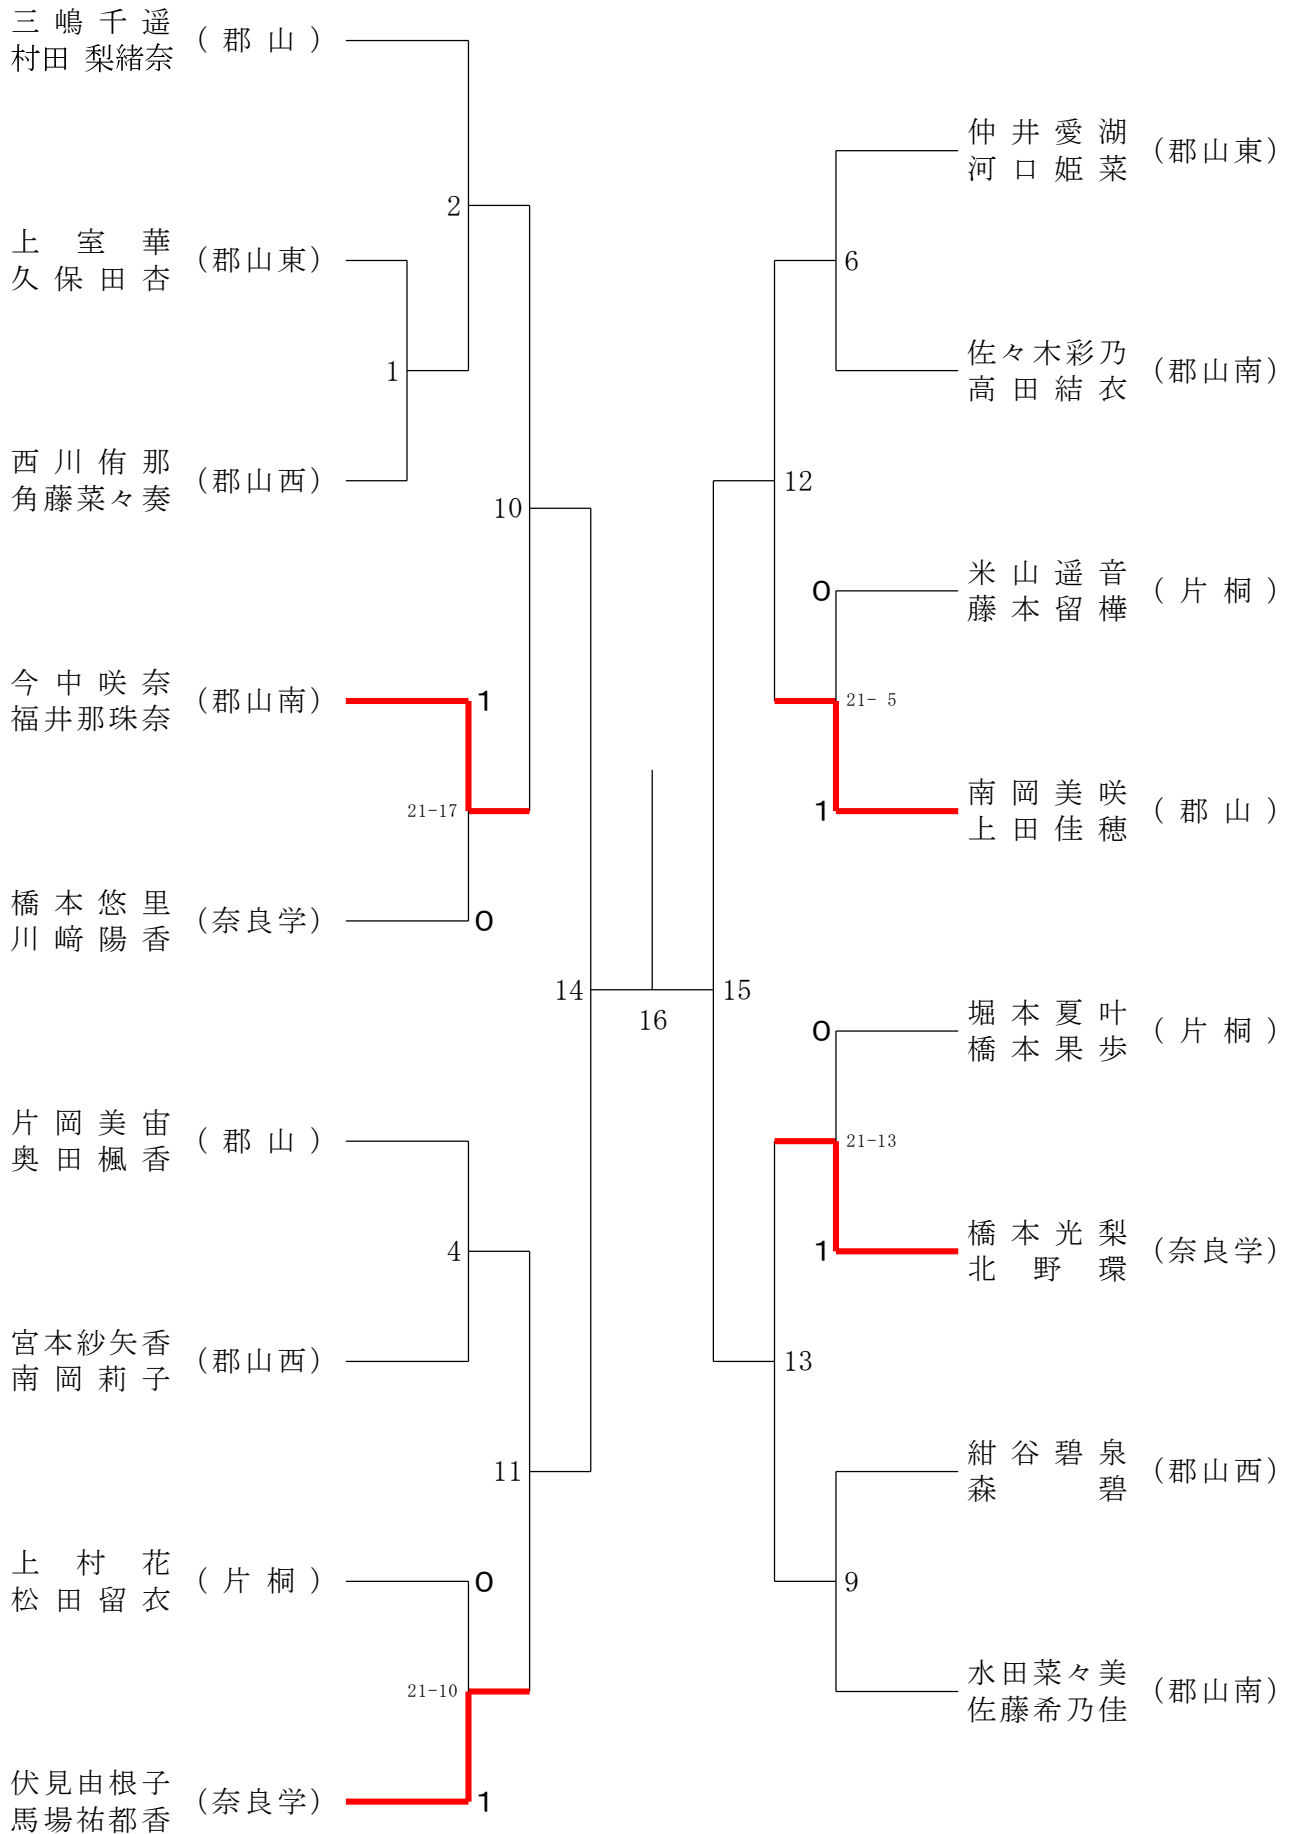 三嶋千遥
村田 梨緒奈
(郡山)
2
上室華
久保田杏
(郡山東)
1
西川侑那
角藤菜々奏
(郡山西)
10
今中咲奈
福井那珠奈
(郡山南)
1
21-17
橋本悠里
川﨑陽香
(奈良学)
0
14
片岡美宙
奥田楓香
(郡山)
4
宮本紗矢香
南岡莉子
(郡山西)
11
上村花
松田留衣
(片桐)
0
21-10
伏見由根子
馬場祐都香
(奈良学)
1
16
仲井愛湖
河口姫菜
(郡山東)
6
佐々木彩乃
高田結衣
(郡山南)
12
米山遥音
藤本留樺
(片桐)
0
21- 5
南岡美咲
上田佳穂
(郡山)
1
15
堀本夏叶
橋本果歩
(片桐)
0
21-13
橋本光梨
北野環
(奈良学)
1
13
紺谷碧泉
森碧
(郡山西)
9
水田菜々美
佐藤希乃佳
(郡山南)